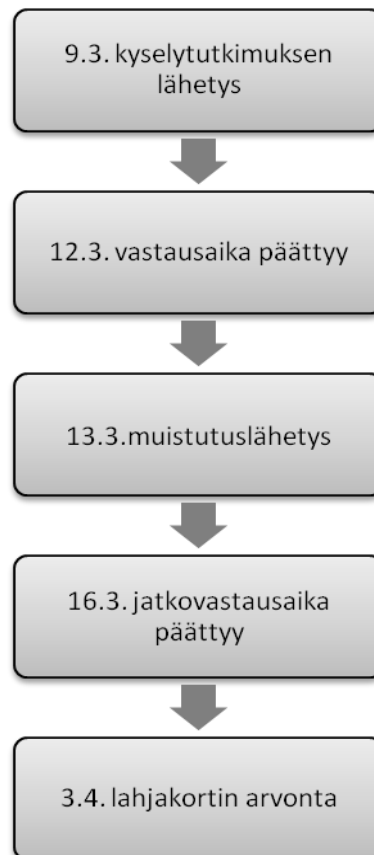 9.3. kyselytutkimuksen
lähetys
12.3. vastausaika päättyy
13.3.muistutuslähetys
16.3. jatkovastausaika
päättyy
3.4. lahjakortin arvonta